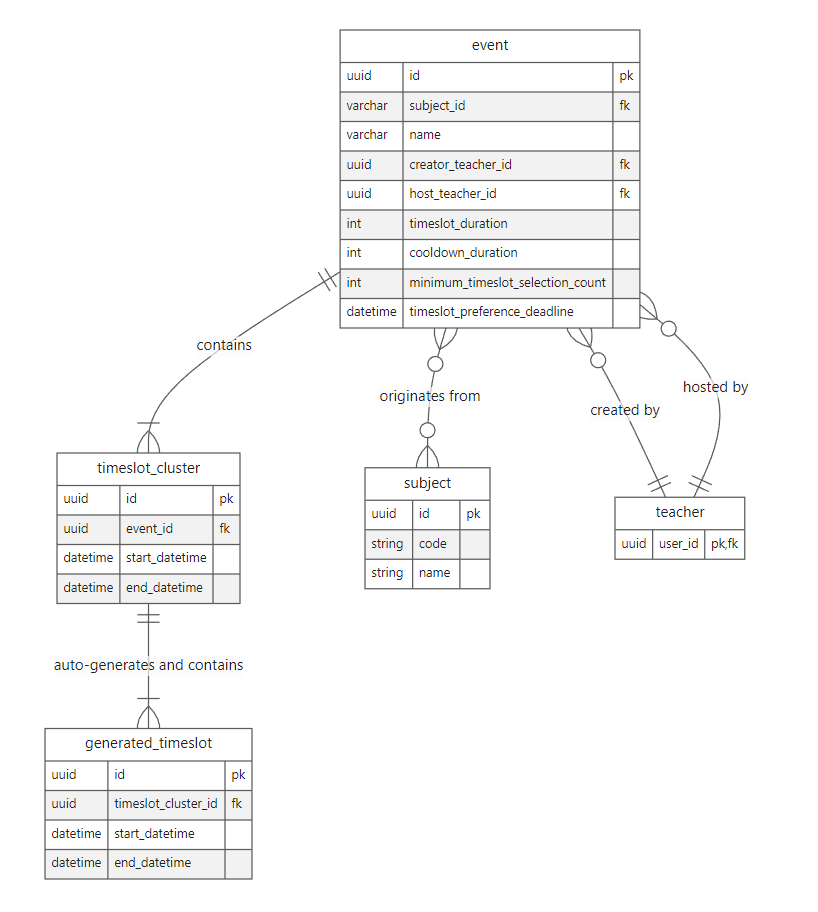 event
uuid id pk
varchar subject_id fk
varchar name
uuid creator_teacher_id fk
uuid host_teacher_id fk
int timeslot_duration
int cooldown_duration
int minimum_timeslot_selection_count
datetime timeslot_preference_deadline
contains
originates from
created by
hosted by
timeslot_cluster
uuid id pk
uuid event_id fk
datetime start_datetime
datetime end_datetime
subject
uuid id pk
string code
string name
teacher
uuid user_id pk,fk
auto-generates and contains
generated_timeslot
uuid id pk
uuid timeslot_cluster_id fk
datetime start_datetime
datetime end_datetime